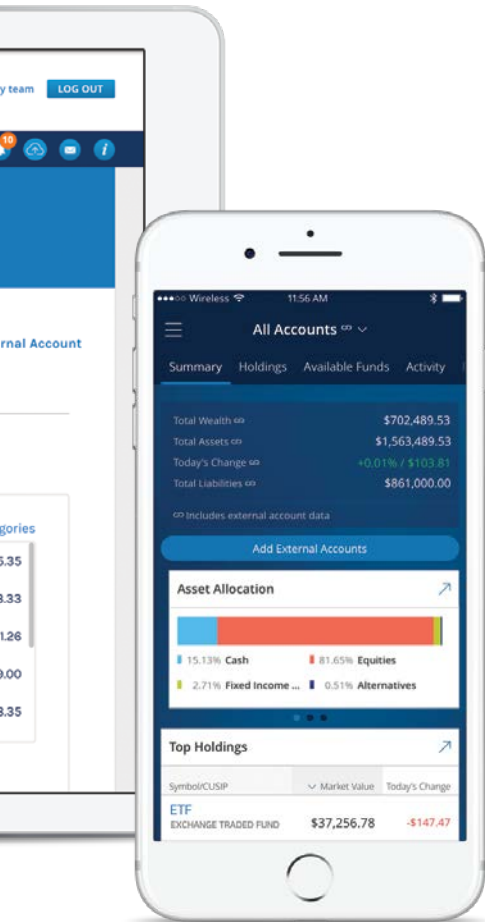 y team LOG OUT
10
rnal Account
gories
5.35
3.33
1.26
9.00
3.35
Wireless 11:56 AM
All Accounts
Summary Holdings Available Funds Activity
Total Wealth $702,489.53
Total Assets $1,563,489.53
Today's Change +0.01% / $103.81
Total Liabilities $861,000.00
Includes external account data
Add External Accounts
Asset Allocation
15.13% Cash 81.65% Equities
2.71% Fixed Income ... 0.51% Alternatives
Top Holdings
Symbol/CUSIP Market Value Today's Change
ETF
EXCHANGE TRADED FUND $37,256.78 -$147.47